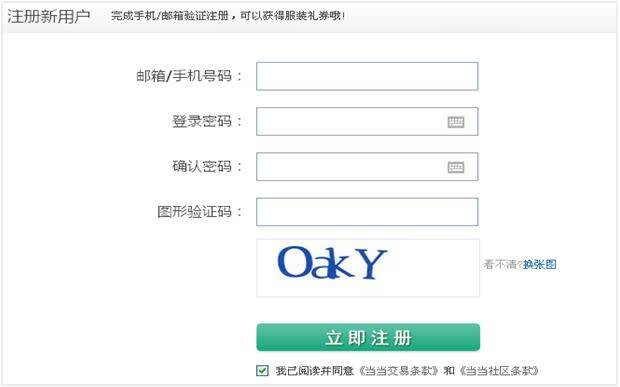 注册新用户 完成手机/邮箱验证注册，可以获得服装礼券哦!
邮箱/手机号码：
登录密码：
确认密码：
图形验证码：
OakY
看不清?换张图
立即注册
我已阅读并同意《当当交易条款》和《当当社区条款》